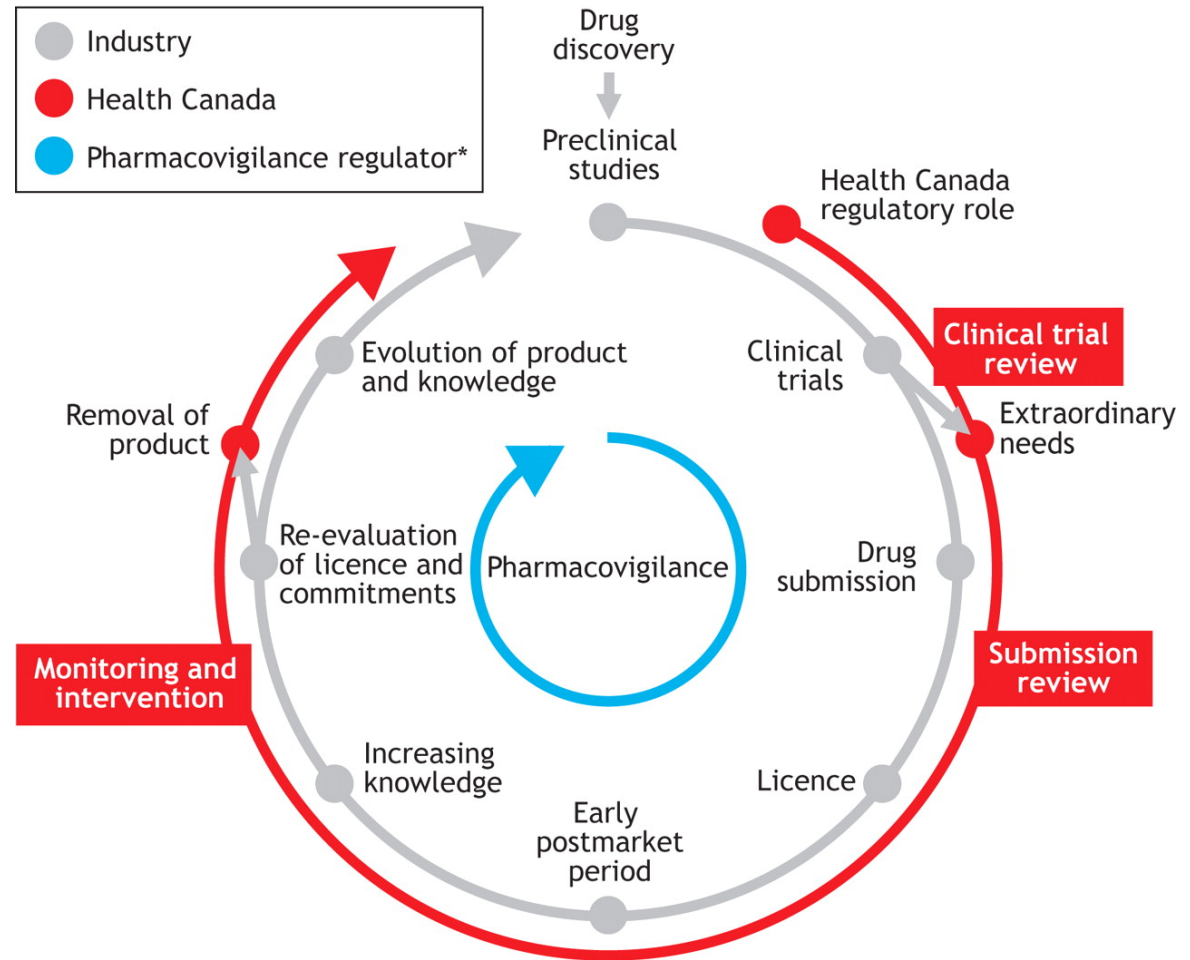 Industry
Health Canada
Pharmacovigilance regulator*
Drug
discovery
Preclinical
studies
Health Canada
regulatory role
Clinical trial
review
Clinical
trials
Extraordinary
needs
Drug
submission
Submission
review
Licence
Early
postmarket
period
Increasing
knowledge
Monitoring and
intervention
Re-evaluation
of licence and
commitments
Removal of
product
Evolution of product
and knowledge
Pharmacovigilance